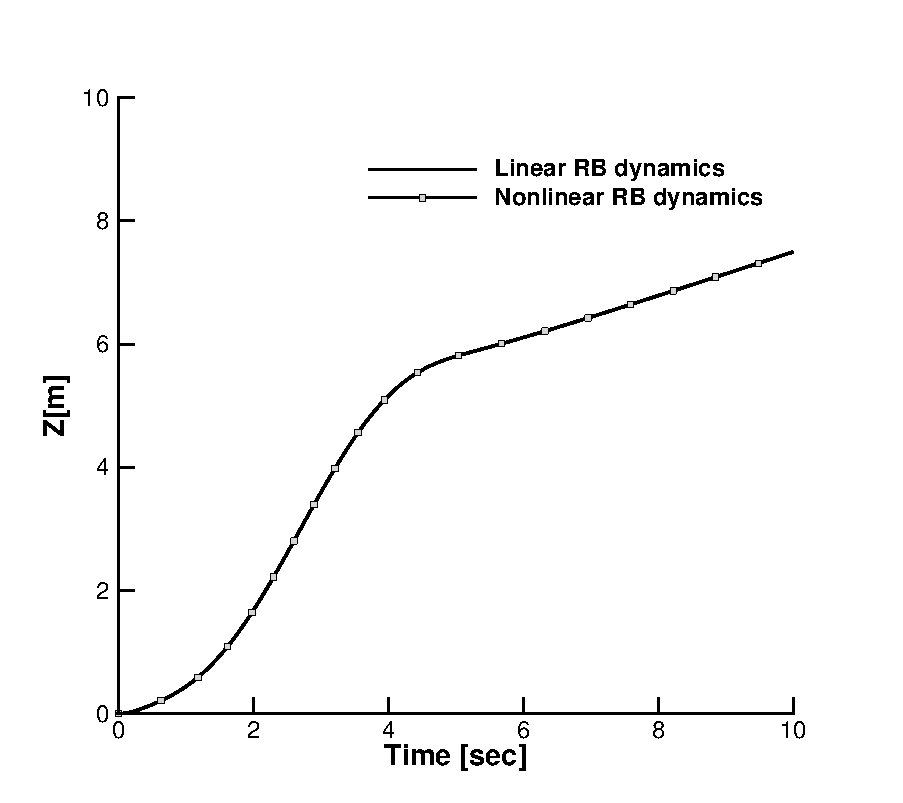 10
Linear RB dynamics
Nonlinear RB dynamics
8
6
Z[m]
4
2
0
0 2 4 6 8 10
Time [sec]